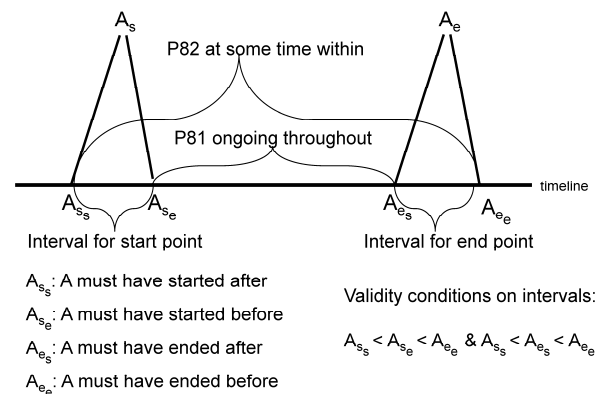 Aₛ Aₑ
P82 at some time within
P81 ongoing throughout
timeline
Aₛₛ Aₛₑ Aₑₛ Aₑₑ
Interval for start point Interval for end point
Aₛₛ: A must have started after
Aₛₑ: A must have started before
Aₑₛ: A must have ended after
Aₑₑ: A must have ended before
Validity conditions on intervals:
Aₛₛ < Aₛₑ < Aₑₑ & Aₛₛ < Aₑₛ < Aₑₑ